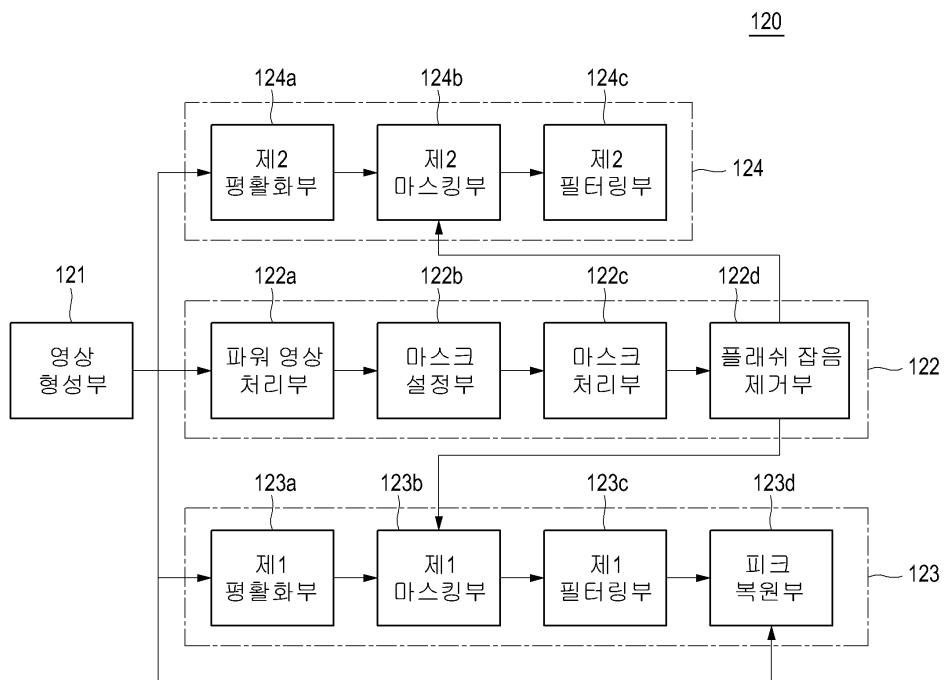 120
124a
124b
124c
제2
평활화부
제2
마스킹부
제2
필터링부
124
121
122a
122b
122c
122d
영상
형성부
파워 영상
처리부
마스크
설정부
마스크
처리부
플래쉬 잡음
제거부
122
123a
123b
123c
123d
제1
평활화부
제1
마스킹부
제1
필터링부
피크
복원부
123